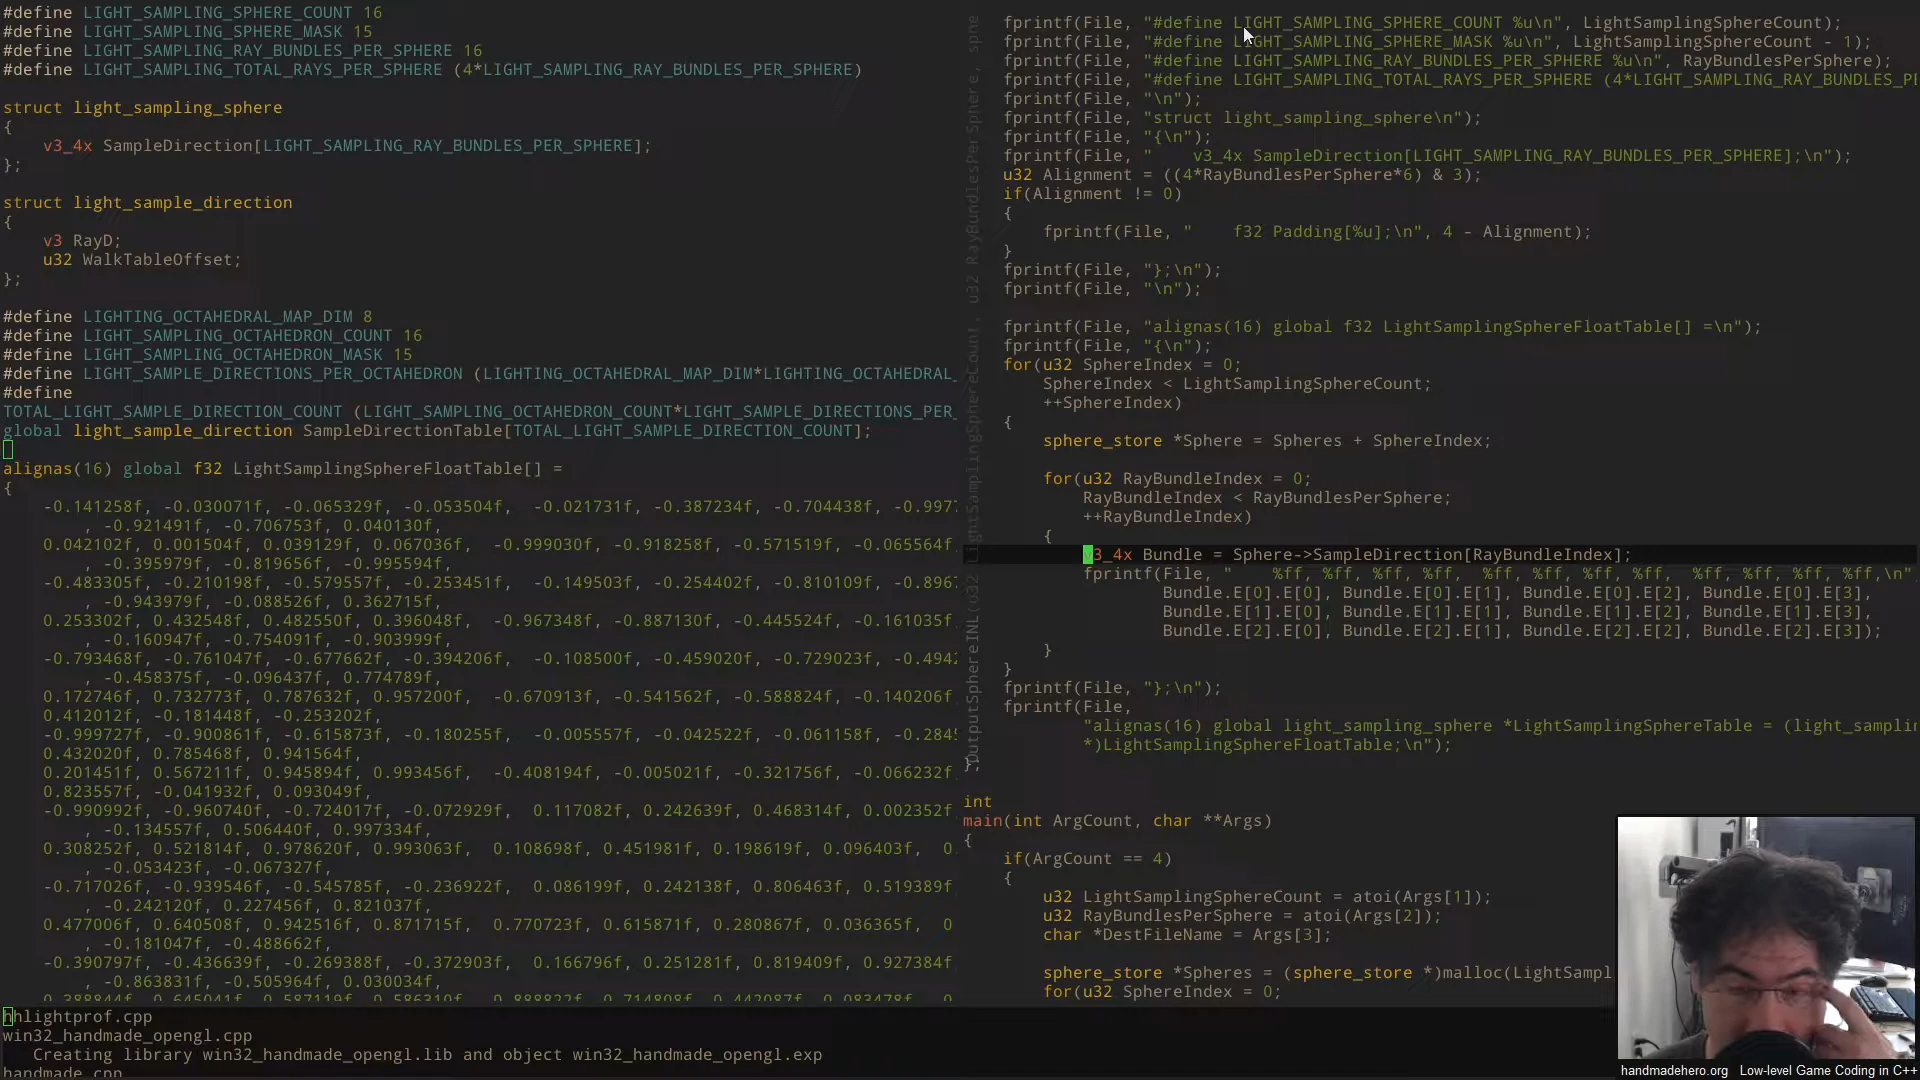 #define LIGHT_SAMPLING_SPHERE_COUNT 16
#define LIGHT_SAMPLING_SPHERE_MASK 15
#define LIGHT_SAMPLING_RAY_BUNDLES_PER_SPHERE 16
#define LIGHT_SAMPLING_TOTAL_RAYS_PER_SPHERE (4*LIGHT_SAMPLING_RAY_BUNDLES_PER_SPHERE)
struct light_sampling_sphere
{
v3_4x SampleDirection[LIGHT_SAMPLING_RAY_BUNDLES_PER_SPHERE];
};
struct light_sample_direction
{
v3 RayD;
u32 WalkTableOffset;
};
#define LIGHTING_OCTAHEDRAL_MAP_DIM 8
#define LIGHT_SAMPLING_OCTAHEDRON_COUNT 16
#define LIGHT_SAMPLING_OCTAHEDRON_MASK 15
#define LIGHT_SAMPLE_DIRECTIONS_PER_OCTAHEDRON (LIGHTING_OCTAHEDRAL_MAP_DIM*LIGHTING_OCTAHEDRAL_
#define
TOTAL_LIGHT_SAMPLE_DIRECTION_COUNT (LIGHT_SAMPLING_OCTAHEDRON_COUNT*LIGHT_SAMPLE_DIRECTIONS_PER_
global light_sample_direction SampleDirectionTable[TOTAL_LIGHT_SAMPLE_DIRECTION_COUNT];
alignas(16) global f32 LightSamplingSphereFloatTable[] =
{
-0.141258f, -0.030071f, -0.065329f, -0.053504f, -0.021731f, -0.387234f, -0.704438f, -0.997
, -0.921491f, -0.706753f, 0.040130f,
0.042102f, 0.001504f, 0.039129f, 0.067036f, -0.999030f, -0.918258f, -0.571519f, -0.065564f
, -0.395979f, -0.819656f, -0.995594f,
-0.483305f, -0.210198f, -0.579557f, -0.253451f, -0.149503f, -0.254402f, -0.810109f, -0.896
, -0.943979f, -0.088526f, 0.362715f,
0.253302f, 0.432548f, 0.482550f, 0.396048f, -0.967348f, -0.887130f, -0.445524f, -0.161035f
, -0.160947f, -0.754091f, -0.903999f,
-0.793468f, -0.761047f, -0.677662f, -0.394206f, -0.108500f, -0.459020f, -0.729023f, -0.494
, -0.458375f, -0.096437f, 0.774789f,
0.172746f, 0.732773f, 0.787632f, 0.957200f, -0.670913f, -0.541562f, -0.588824f, -0.140206f
0.412012f, -0.181448f, -0.253202f,
-0.999727f, -0.900861f, -0.615873f, -0.180255f, -0.005557f, -0.042522f, -0.061158f, -0.284
0.432020f, 0.785468f, 0.941564f,
0.201451f, 0.567211f, 0.945894f, 0.993456f, -0.408194f, -0.005021f, -0.321756f, -0.066232f
0.823557f, -0.041932f, 0.093049f,
-0.990992f, -0.960740f, -0.724017f, -0.072929f, 0.117082f, 0.242639f, 0.468314f, 0.002352f
, -0.134557f, 0.506440f, 0.997334f,
0.308252f, 0.521814f, 0.978620f, 0.993063f, 0.108698f, 0.451981f, 0.198619f, 0.096403f, 0
, -0.053423f, -0.067327f,
-0.717026f, -0.939546f, -0.545785f, -0.236922f, 0.086199f, 0.242138f, 0.806463f, 0.519389f
, -0.242120f, 0.227456f, 0.821037f,
0.477006f, 0.640508f, 0.942516f, 0.871715f, 0.770723f, 0.615871f, 0.280867f, 0.036365f, 0
, -0.181047f, -0.488662f,
-0.390797f, -0.436639f, -0.269388f, -0.372903f, 0.166796f, 0.251281f, 0.819409f, 0.927384f
, -0.863831f, -0.505964f, 0.030034f,
hhlightprof.cpp
win32_handmade_opengl.cpp
Creating library win32_handmade_opengl.lib and object win32_handmade_opengl.exp
handmade.cpp
fprintf(File, "#define LIGHT_SAMPLING_SPHERE_COUNT %u\n", LightSamplingSphereCount);
fprintf(File, "#define LIGHT_SAMPLING_SPHERE_MASK %u\n", LightSamplingSphereCount - 1);
fprintf(File, "#define LIGHT_SAMPLING_RAY_BUNDLES_PER_SPHERE %u\n", RayBundlesPerSphere);
fprintf(File, "#define LIGHT_SAMPLING_TOTAL_RAYS_PER_SPHERE (4*LIGHT_SAMPLING_RAY_BUNDLES_P
fprintf(File, "\n");
fprintf(File, "struct light_sampling_sphere\n");
fprintf(File, "{\n");
fprintf(File, " v3_4x SampleDirection[LIGHT_SAMPLING_RAY_BUNDLES_PER_SPHERE];\n");
u32 Alignment = ((4*RayBundlesPerSphere*6) & 3);
if(Alignment != 0)
{
fprintf(File, " f32 Padding[%u];\n", 4 - Alignment);
}
fprintf(File, "};\n");
fprintf(File, "\n");
fprintf(File, "alignas(16) global f32 LightSamplingSphereFloatTable[] =\n");
fprintf(File, "{\n");
for(u32 SphereIndex = 0;
SphereIndex < LightSamplingSphereCount;
++SphereIndex)
{
sphere_store *Sphere = Spheres + SphereIndex;
for(u32 RayBundleIndex = 0;
RayBundleIndex < RayBundlesPerSphere;
++RayBundleIndex)
{
v3_4x Bundle = Sphere->SampleDirection[RayBundleIndex];
fprintf(File, " %ff, %ff, %ff, %ff, %ff, %ff, %ff, %ff, %ff, %ff, %ff, %ff,\n"
Bundle.E[0].E[0], Bundle.E[0].E[1], Bundle.E[0].E[2], Bundle.E[0].E[3],
Bundle.E[1].E[0], Bundle.E[1].E[1], Bundle.E[1].E[2], Bundle.E[1].E[3],
Bundle.E[2].E[0], Bundle.E[2].E[1], Bundle.E[2].E[2], Bundle.E[2].E[3]);
}
}
fprintf(File, "};\n");
fprintf(File,
"alignas(16) global light_sampling_sphere *LightSamplingSphereTable = (light_sampli
*)LightSamplingSphereFloatTable;\n");
};
int
main(int ArgCount, char **Args)
{
if(ArgCount == 4)
{
u32 LightSamplingSphereCount = atoi(Args[1]);
u32 RayBundlesPerSphere = atoi(Args[2]);
char *DestFileName = Args[3];
sphere_store *Spheres = (sphere_store *)malloc(LightSampl
for(u32 SphereIndex = 0;
handmadehero.org Low-level Game Coding in C++